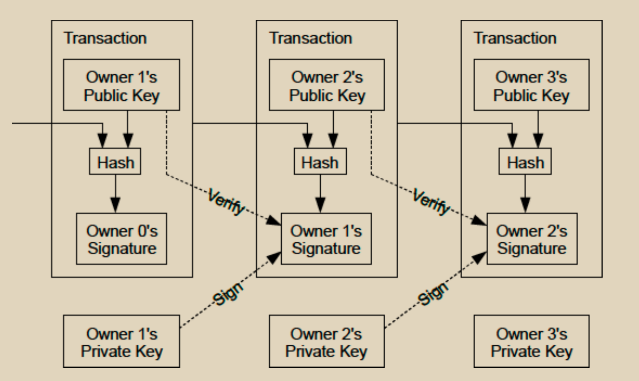 Transaction
Transaction
Transaction
Owner 1's
Public Key
Owner 2's
Public Key
Owner 3's
Public Key
Hash
Hash
Hash
Verify
Verify
Owner 0's
Signature
Owner 1's
Signature
Owner 2's
Signature
Sign
Sign
Owner 1's
Private Key
Owner 2's
Private Key
Owner 3's
Private Key